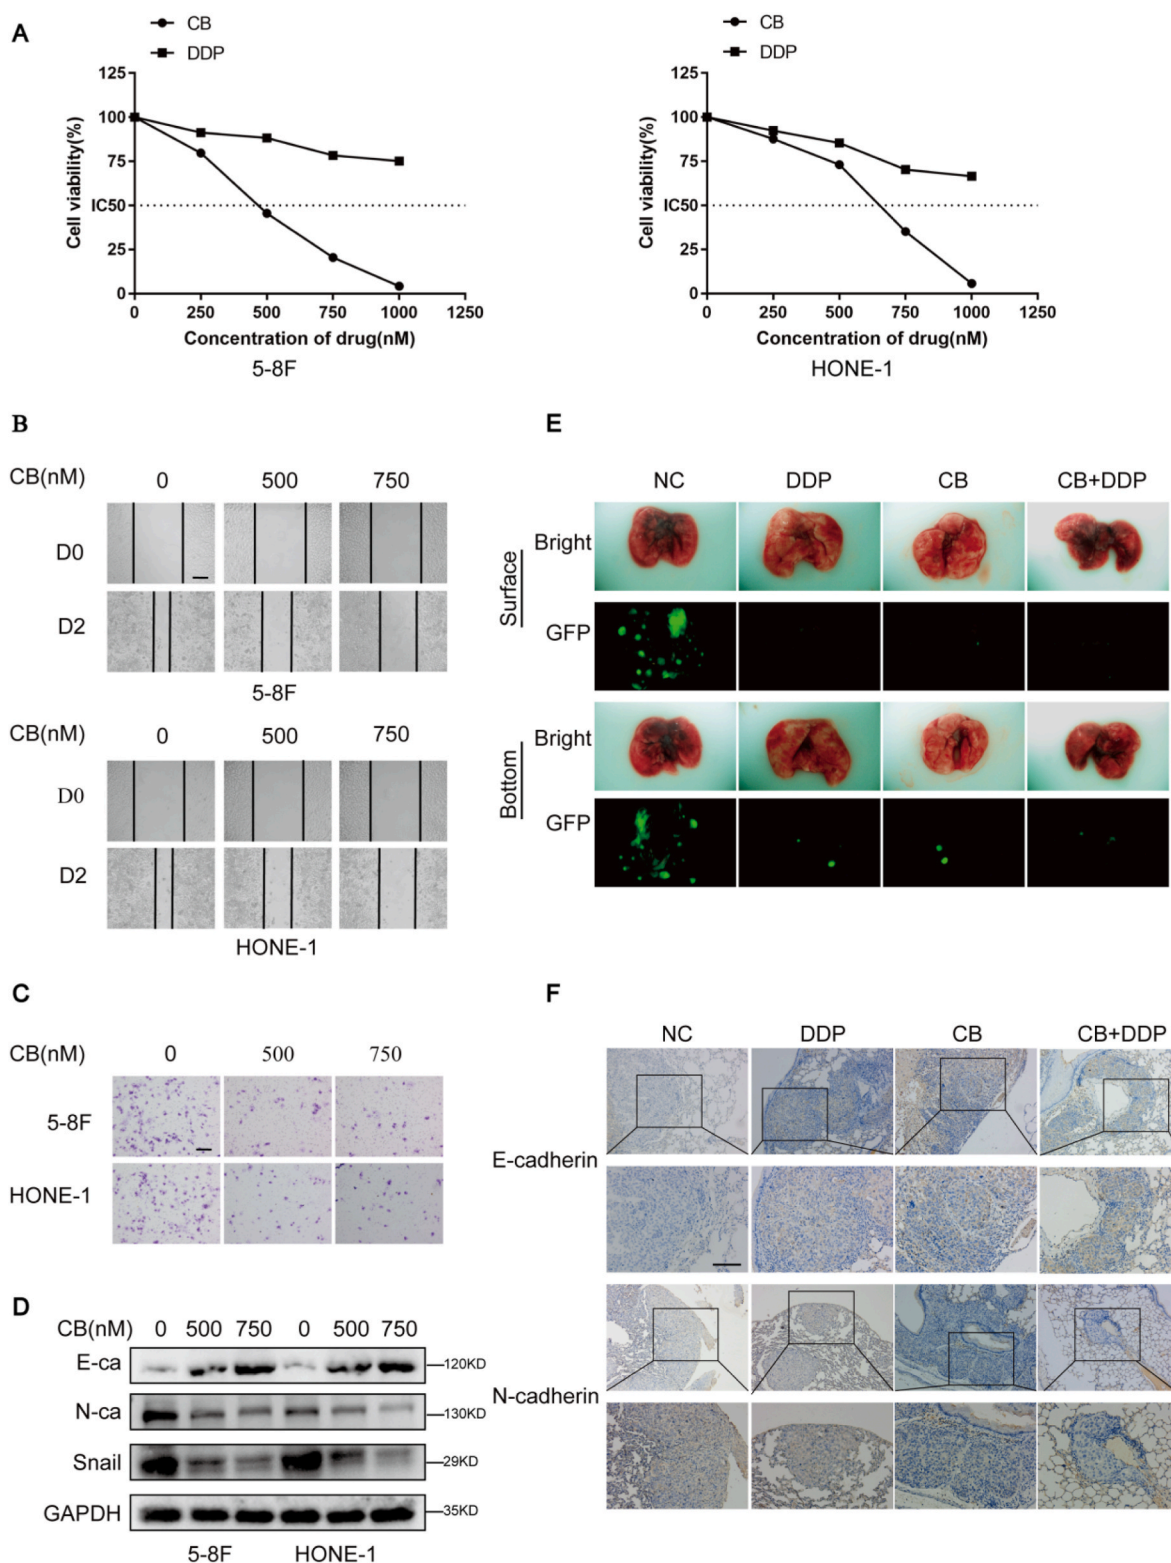 A
CB
DDP
125
100
75
IC50
25
0
Cell viability(%)
0 250 500 750 1000 1250
Concentration of drug(nM)
5-8F
CB
DDP
125
100
75
IC50
25
0
Cell viability(%)
0 250 500 750 1000 1250
Concentration of drug(nM)
HONE-1
B
CB(nM) 0 500 750
D0
D2
5-8F
CB(nM) 0 500 750
D0
D2
HONE-1
C
CB(nM) 0 500 750
5-8F
HONE-1
D
CB(nM) 0 500 750 0 500 750
E-ca 120KD
N-ca 130KD
Snail 29KD
GAPDH 35KD
5-8F HONE-1
E
NC DDP CB CB+DDP
Surface
Bright
GFP
Bottom
Bright
GFP
F
NC DDP CB CB+DDP
E-cadherin
N-cadherin